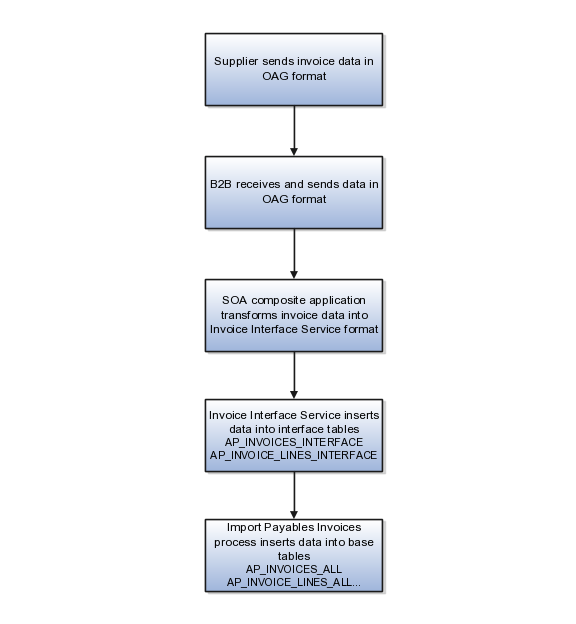 Supplier sends invoice data in
OAG format
B2B receives and sends data in
OAG format
SOA composite application
transforms invoice data into
Invoice Interface Service format
Invoice Interface Service inserts
data into interface tables
AP_INVOICES_INTERFACE
AP_INVOICE_LINES_INTERFACE
Import Payables Invoices
process inserts data into base
tables
AP_INVOICES_ALL
AP_INVOICE_LINES_ALL...